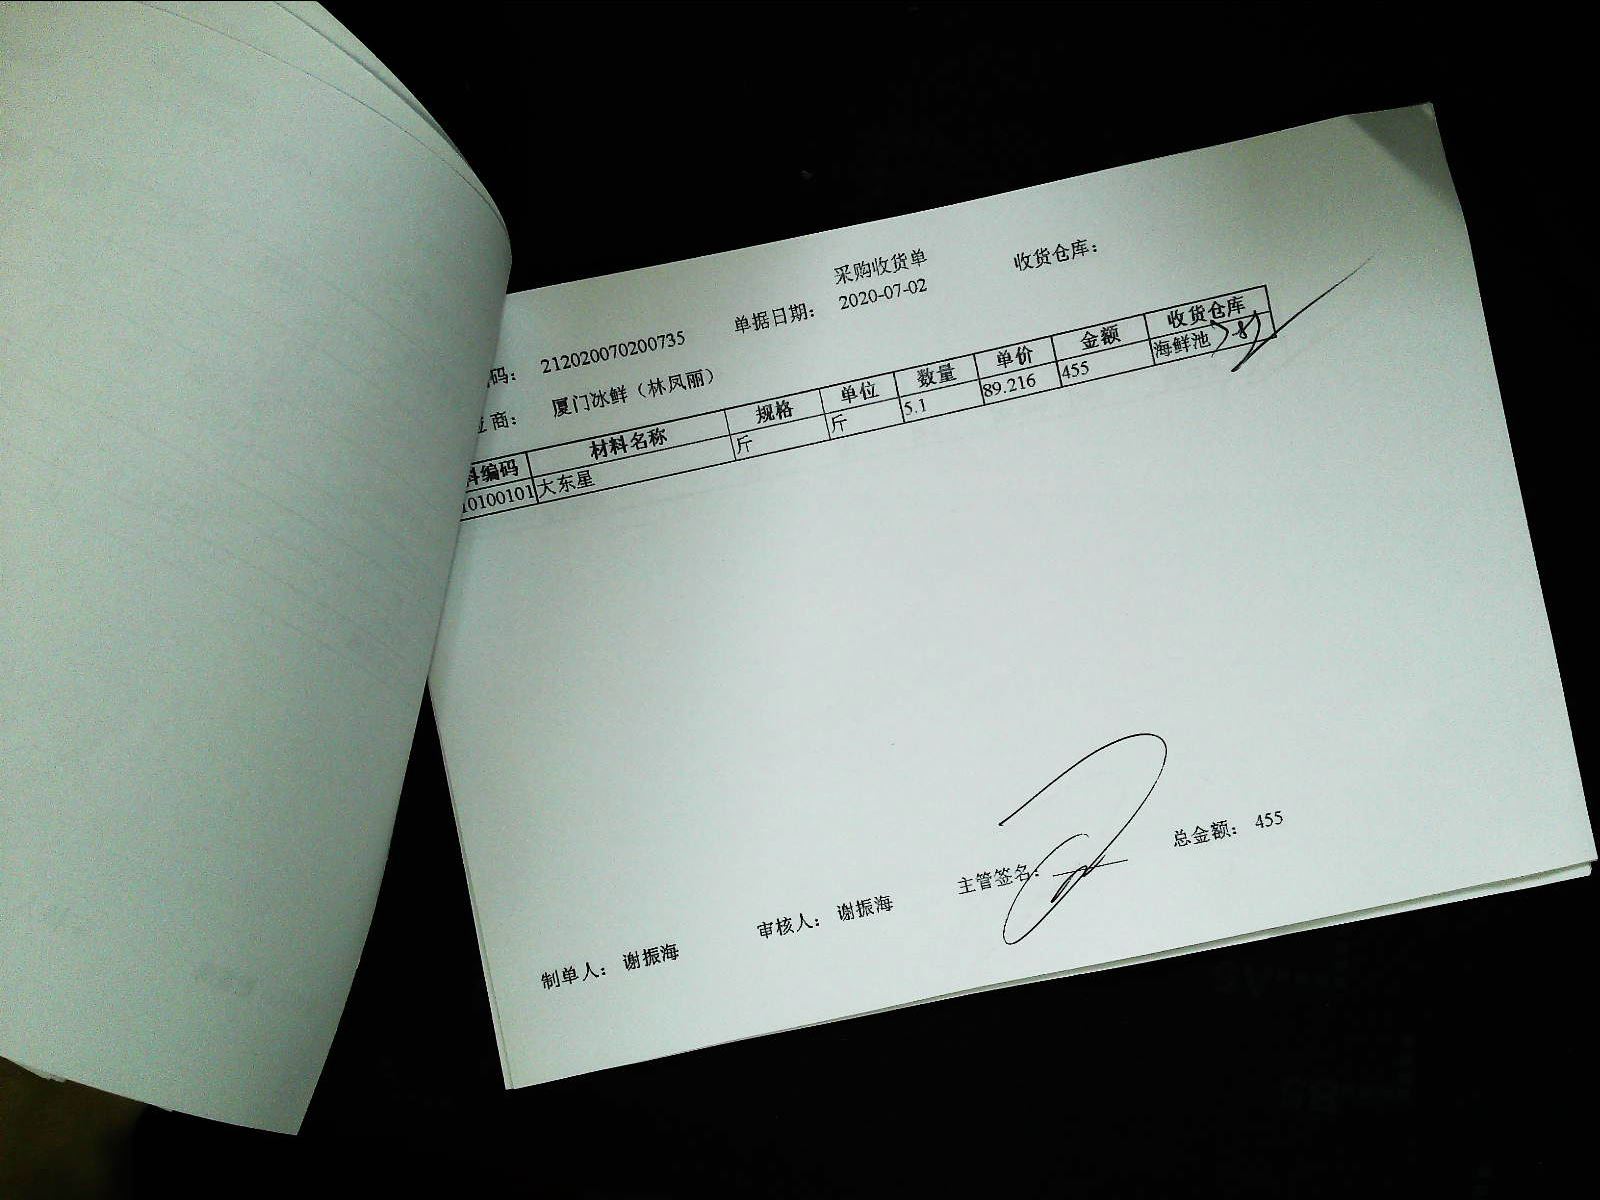 采购收货单
码： 212020070200735 单据日期： 2020-07-02 收货仓库：
商： 厦门冰鲜（林凤丽）
料编码 材料名称 规格 单位 数量 单价 金额 收货仓库
10100101 大东星 斤 斤 5.1 89.216 455 海鲜池
制单人： 谢振海 审核人： 谢振海 主管签名： 总金额： 455